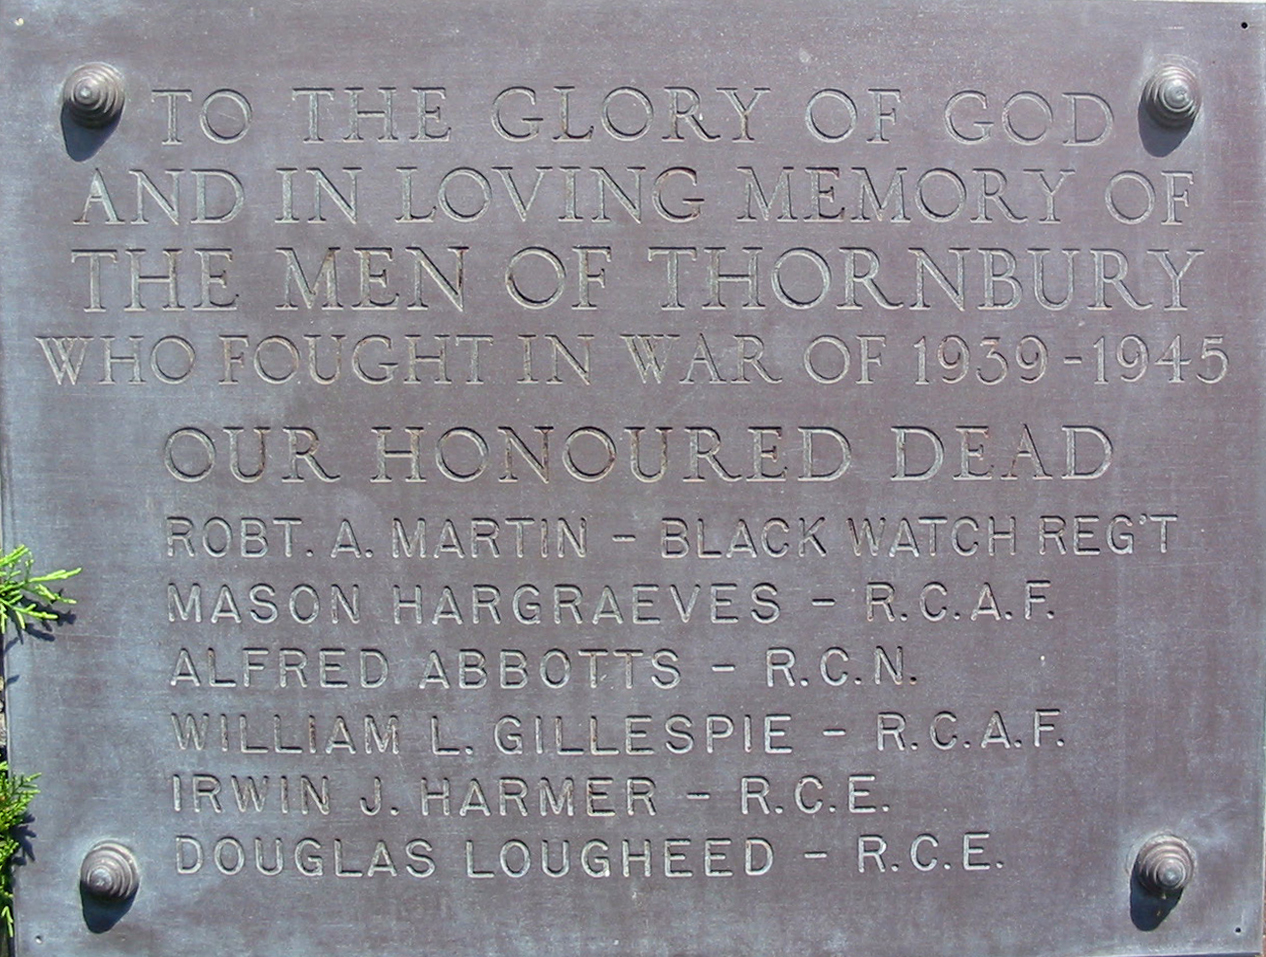 TO THE GLORY OF GOD
AND IN LOVING MEMORY OF
THE MEN OF THORNBURY
WHO FOUGHT IN WAR OF 1939-1945
OUR HONOURED DEAD
ROBT. A. MARTIN - BLACK WATCH REG'T
MASON HARGRAEVES - R.C.A.F.
ALFRED ABBOTTS - R.C.N.
WILLIAM L. GILLESPIE - R.C.A.F.
IRWIN J. HARMER - R.C.E.
DOUGLAS LOUGHEED - R.C.E.